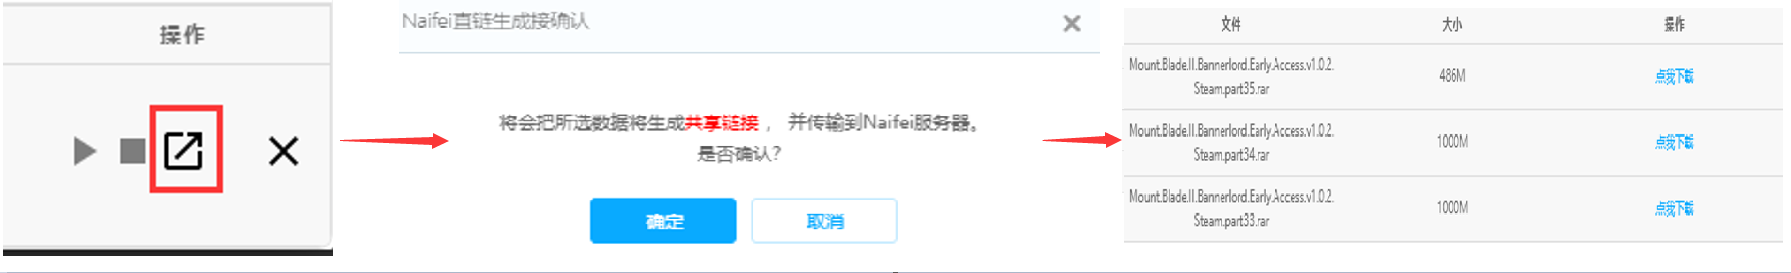 操作
Naifei直链生成接确认
将会把所选数据将生成共享链接， 并传输到Naifei服务器。
是否确认？
确定
取消
文件 大小 操作
Mount.Blade.II.Bannerlord.Early.Access.v1.0.2.
Steam.part35.rar
486M
点我下载
Mount.Blade.II.Bannerlord.Early.Access.v1.0.2.
Steam.part34.rar
1000M
点我下载
Mount.Blade.II.Bannerlord.Early.Access.v1.0.2.
Steam.part33.rar
1000M
点我下载